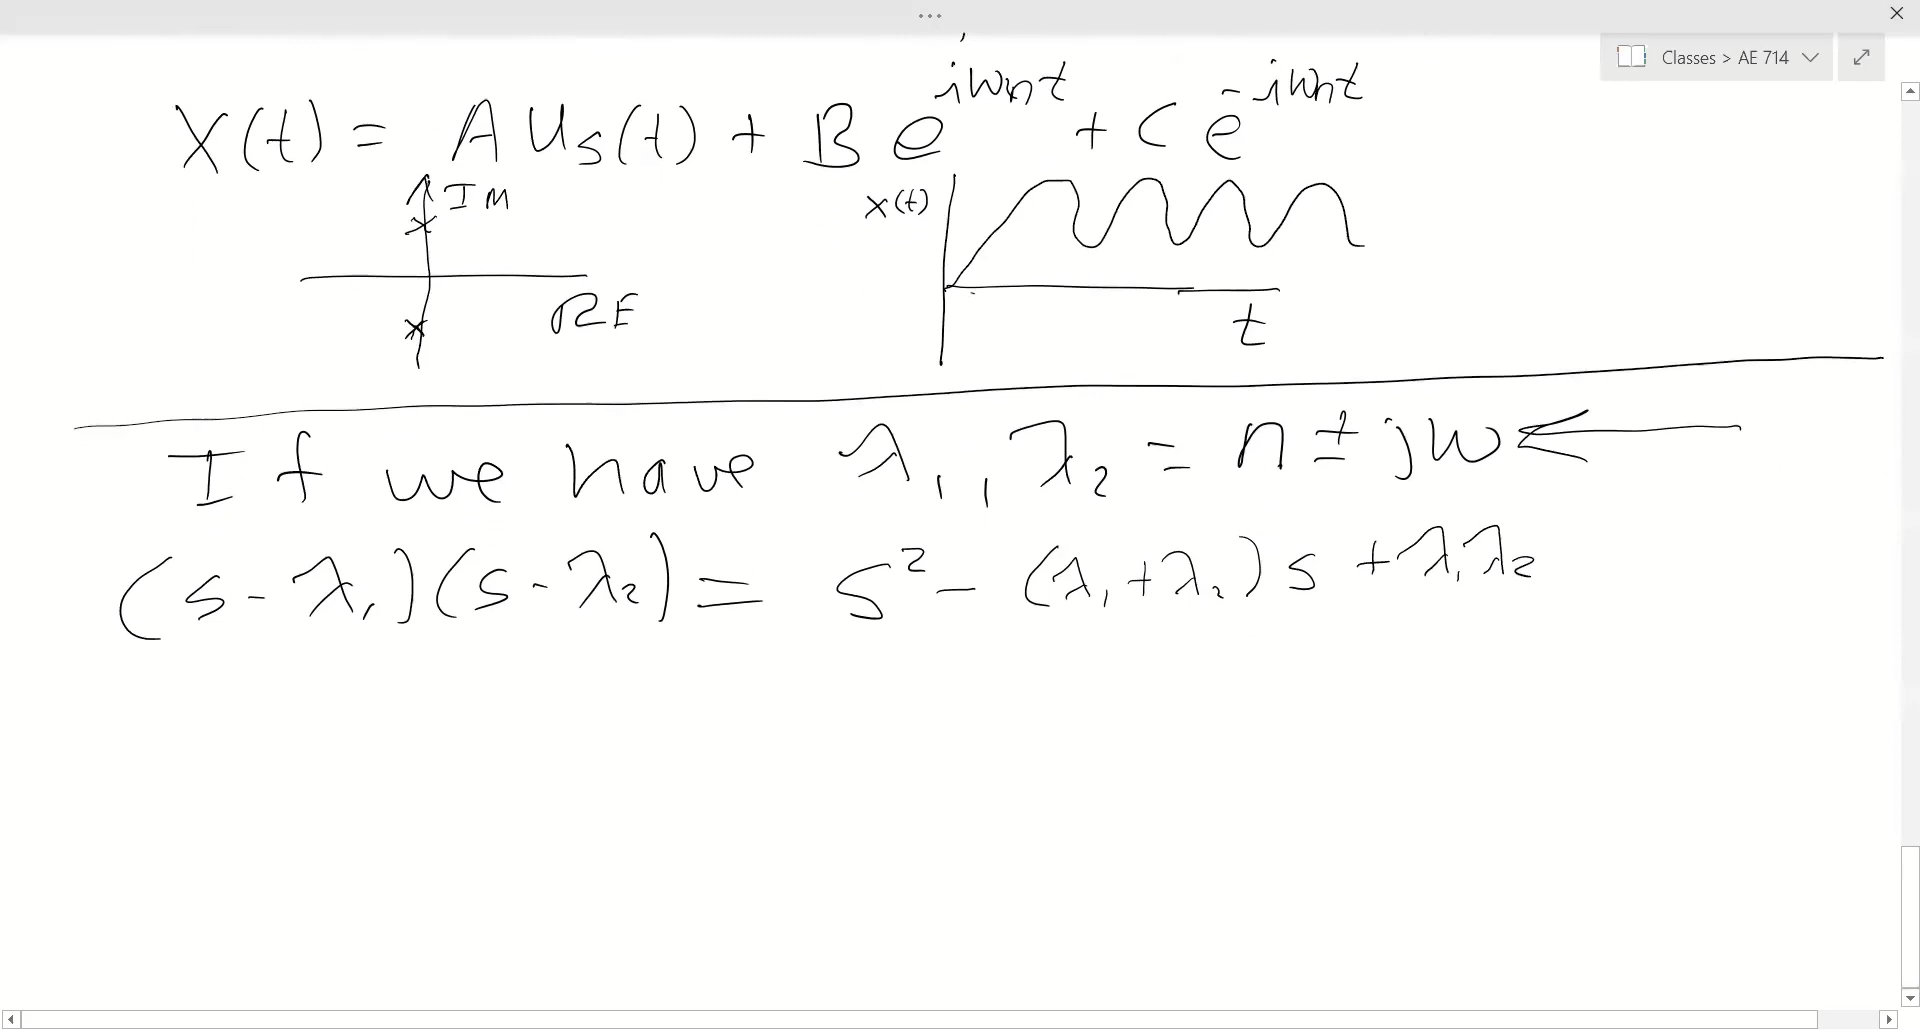 ...
Classes > AE 714
X(t) = A Us(t) + B e^{iωnt} + C e^{-iωnt}
IM
X(t)
RE
t
If we have λ₁, λ₂ = n ± jω
(s - λ₁)(s - λ₂) = s² - (λ₁ + λ₂)s + λ₁λ₂